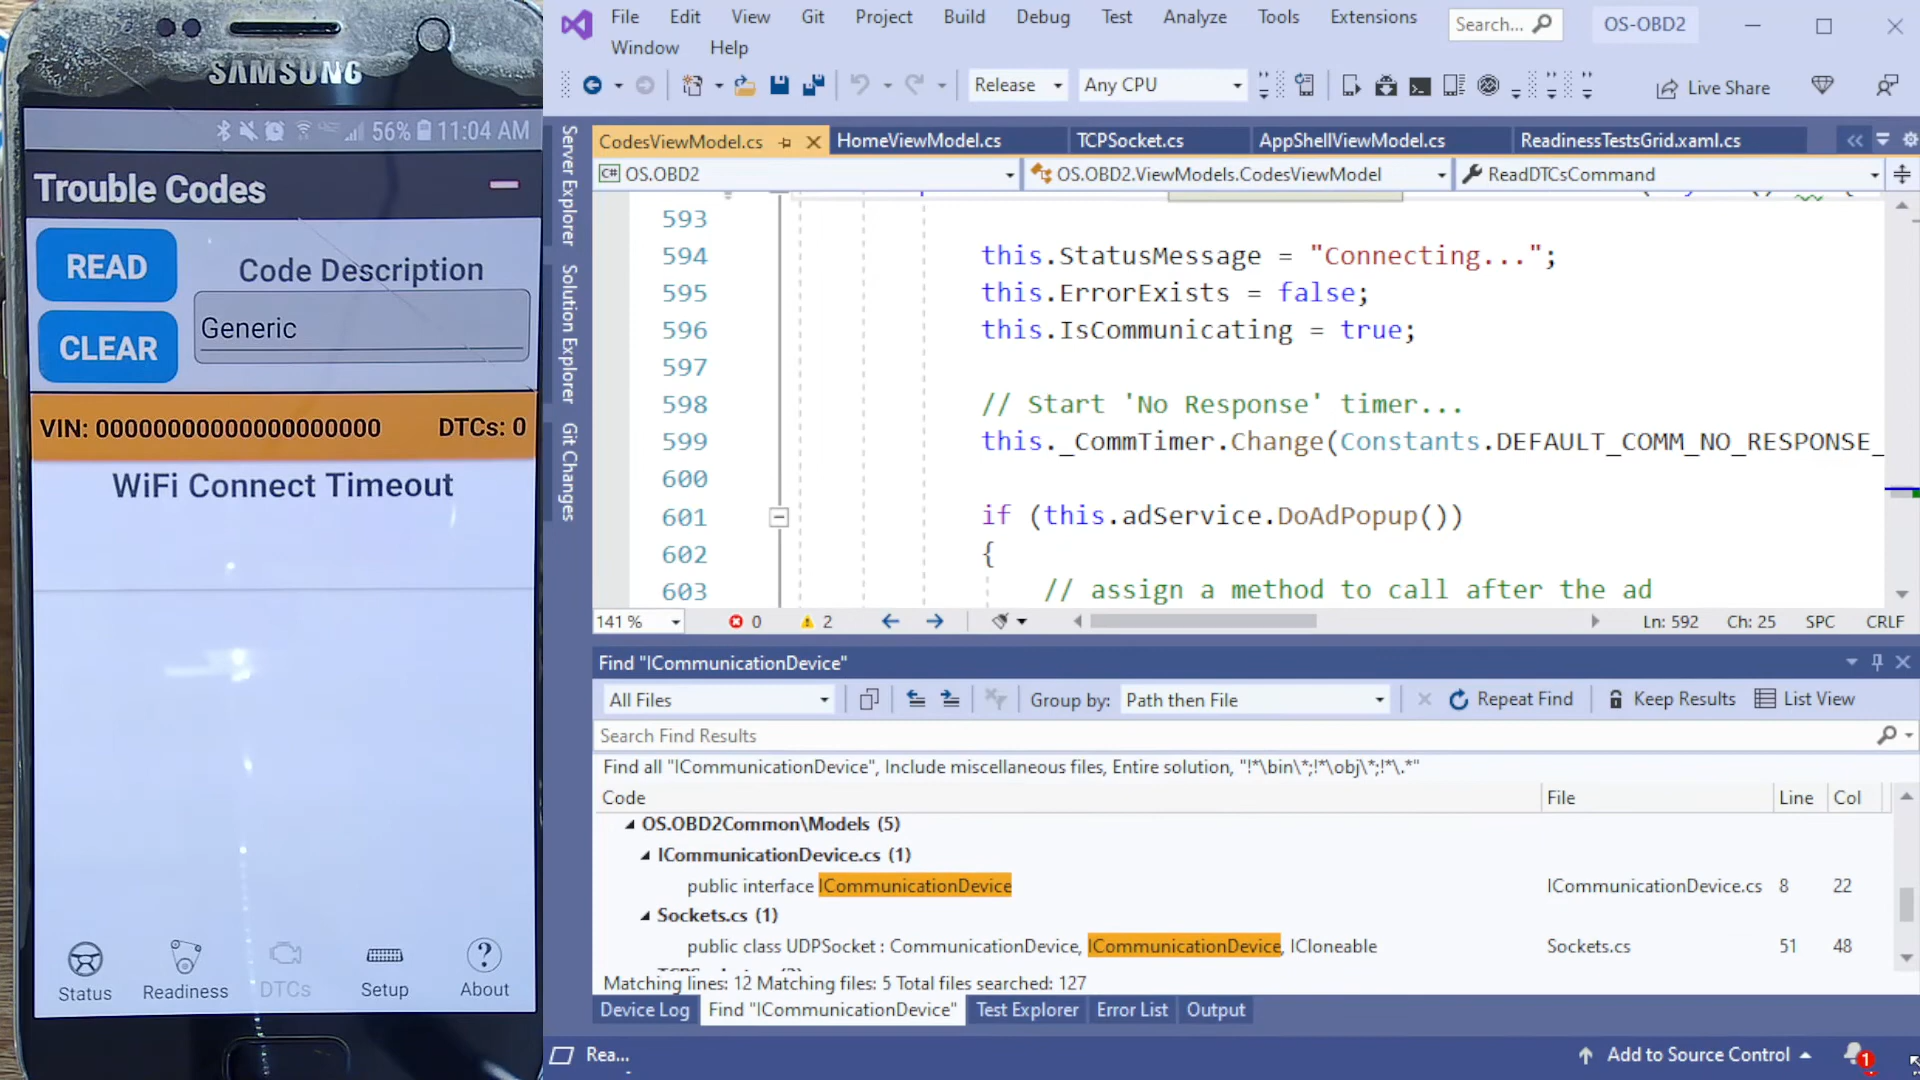 SAMSUNG
56% 11:04 AM
Trouble Codes
READ
Code Description
Generic
CLEAR
VIN: 00000000000000000000 DTCs: 0
WiFi Connect Timeout
Status
Readiness
DTCs
Setup
About
File Edit View Git Project Build Debug Test Analyze Tools Extensions
Window Help
Search...
OS-OBD2
Release
Any CPU
Live Share
Server Explorer
Solution Explorer
Git Changes
CodesViewModel.cs
HomeViewModel.cs
TCPSocket.cs
AppShellViewModel.cs
ReadinessTestsGrid.xaml.cs
C# OS.OBD2
OS.OBD2.ViewModels.CodesViewModel
ReadDTCsCommand
593
594 this.StatusMessage = "Connecting...";
595 this.ErrorExists = false;
596 this.IsCommunicating = true;
597
598 // Start 'No Response' timer...
599 this._CommTimer.Change(Constants.DEFAULT_COMM_NO_RESPONSE_
600
601 if (this.adService.DoAdPopup())
602 {
603 // assign a method to call after the ad
141 % 0 2 Ln: 592 Ch: 25 SPC CRLF
Find "ICommunicationDevice"
All Files
Group by: Path then File
Repeat Find
Keep Results
List View
Search Find Results
Find all "ICommunicationDevice", Include miscellaneous files, Entire solution, "!*\bin\*;!*\obj\*;!*\.*"
Code File Line Col
OS.OBD2Common\Models (5)
ICommunicationDevice.cs (1)
public interface ICommunicationDevice ICommunicationDevice.cs 8 22
Sockets.cs (1)
public class UDPSocket : CommunicationDevice, ICommunicationDevice, ICloneable Sockets.cs 51 48
Matching lines: 12 Matching files: 5 Total files searched: 127
Device Log
Find "ICommunicationDevice"
Test Explorer
Error List
Output
Rea...
Add to Source Control
1